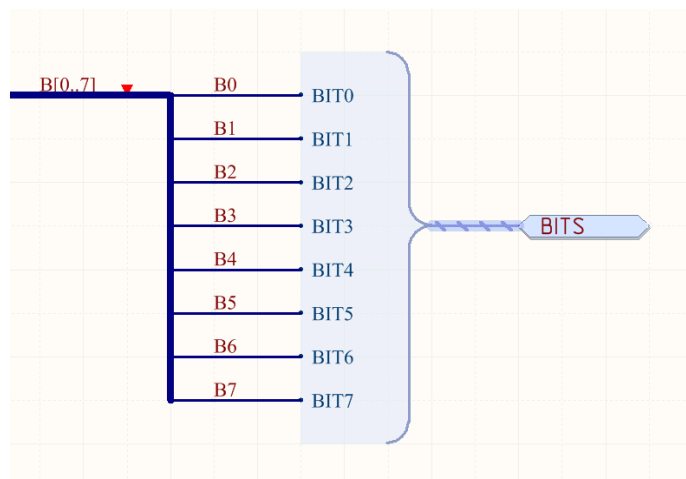 B[0..7]
B0 BIT0
B1 BIT1
B2 BIT2
B3 BIT3
BITS
B4 BIT4
B5 BIT5
B6 BIT6
B7 BIT7